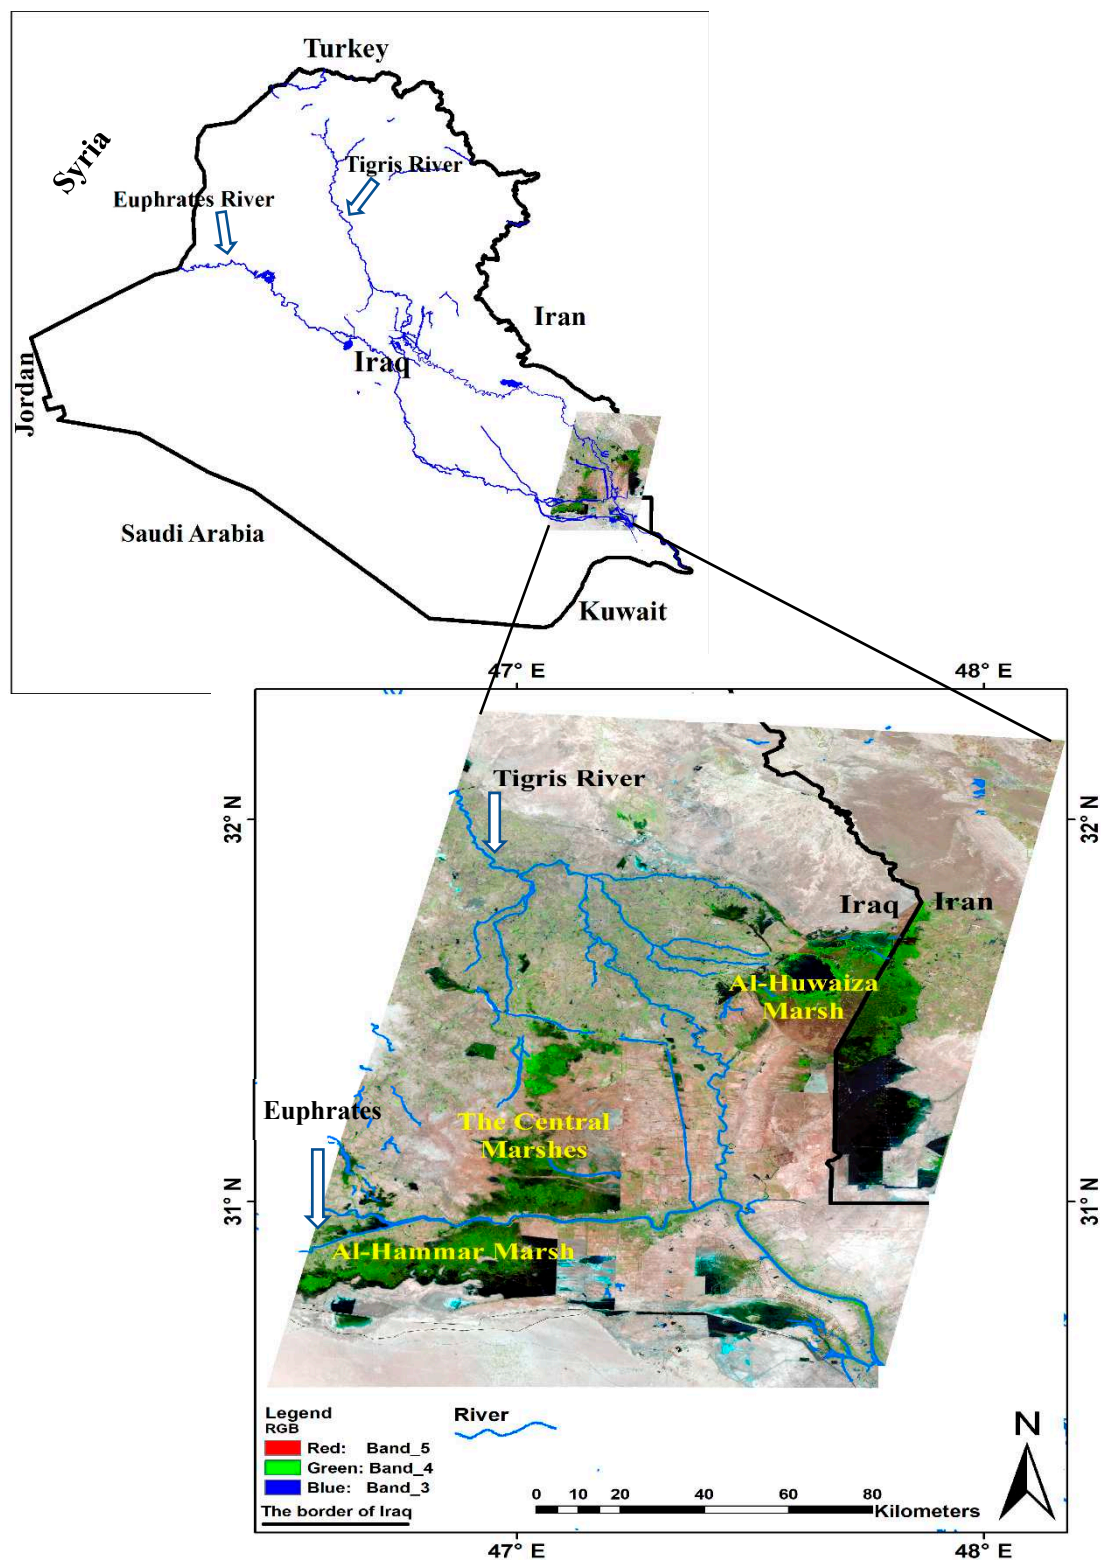 Turkey
Syria
Tigris River
Euphrates River
Iran
Iraq
Jordan
Saudi Arabia
Kuwait
47° E
48° E
Tigris River
32° N
32° N
Iraq
Iran
Al-Huwaiza
Marsh
Euphrates
The Central
Marshes
31° N
31° N
Al-Hammar Marsh
Legend
RGB
Red: Band_5
Green: Band_4
Blue: Band_3
The border of Iraq
River
N
0 5 10 20 40 60 80
Kilometers
47° E
48° E